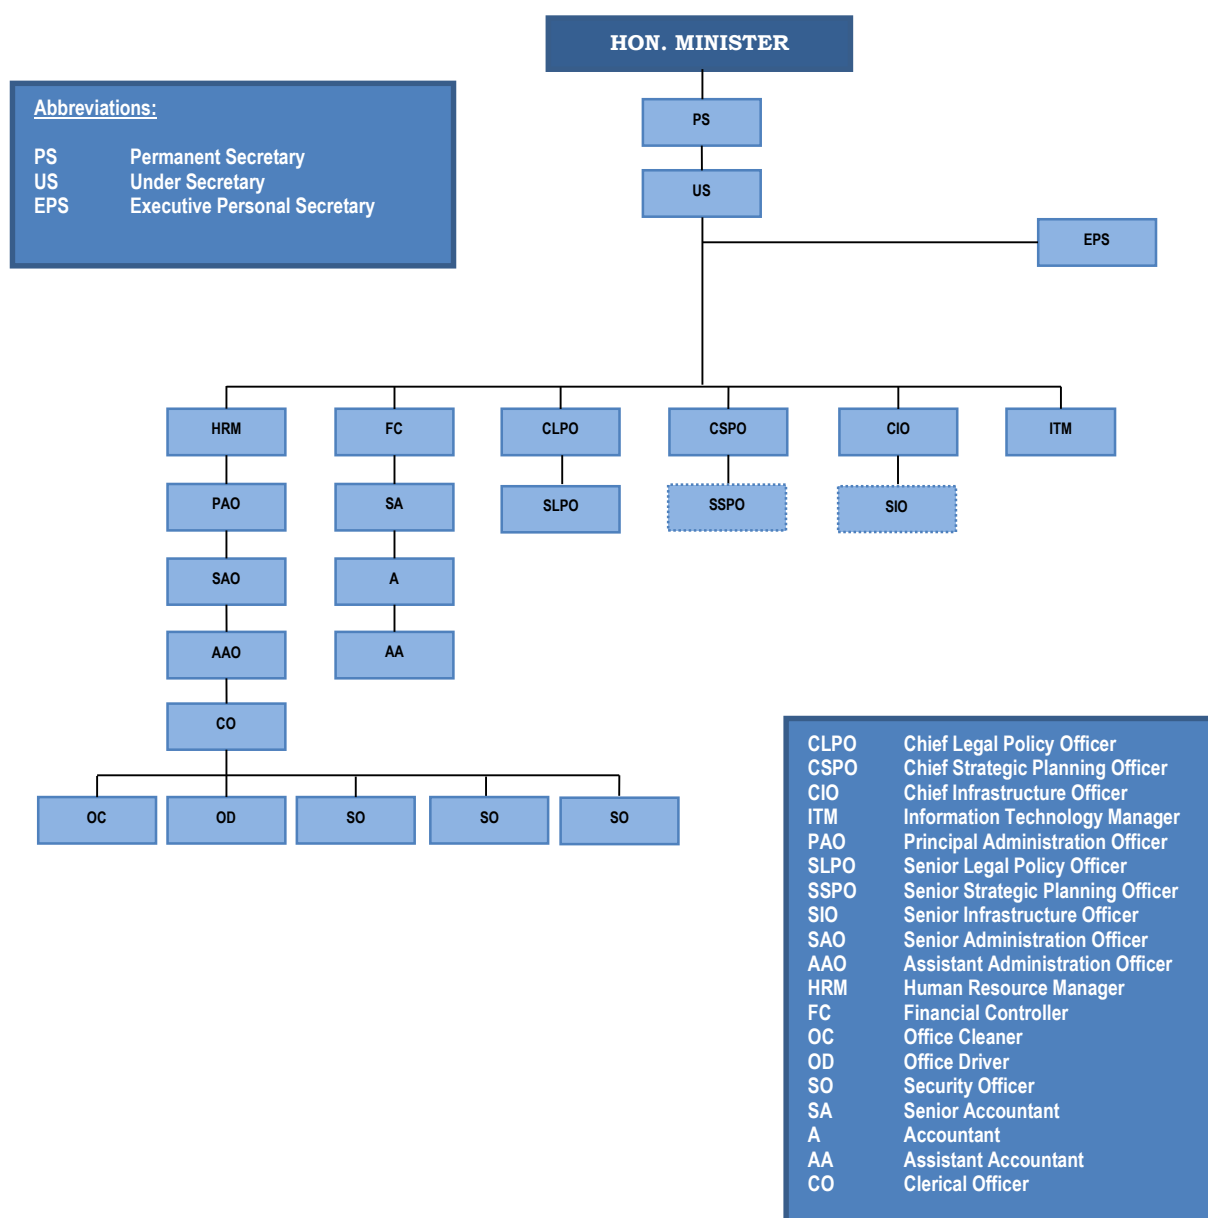 HON. MINISTER
Abbreviations:
PS Permanent Secretary
US Under Secretary
EPS Executive Personal Secretary
PS
US
EPS
HRM FC CLPO CSPO CIO ITM
PAO SA SLPO SSPO SIO
SAO A
AAO AA
CO
OC OD SO SO SO
CLPO Chief Legal Policy Officer
CSPO Chief Strategic Planning Officer
CIO Chief Infrastructure Officer
ITM Information Technology Manager
PAO Principal Administration Officer
SLPO Senior Legal Policy Officer
SSPO Senior Strategic Planning Officer
SIO Senior Infrastructure Officer
SAO Senior Administration Officer
AAO Assistant Administration Officer
HRM Human Resource Manager
FC Financial Controller
OC Office Cleaner
OD Office Driver
SO Security Officer
SA Senior Accountant
A Accountant
AA Assistant Accountant
CO Clerical Officer